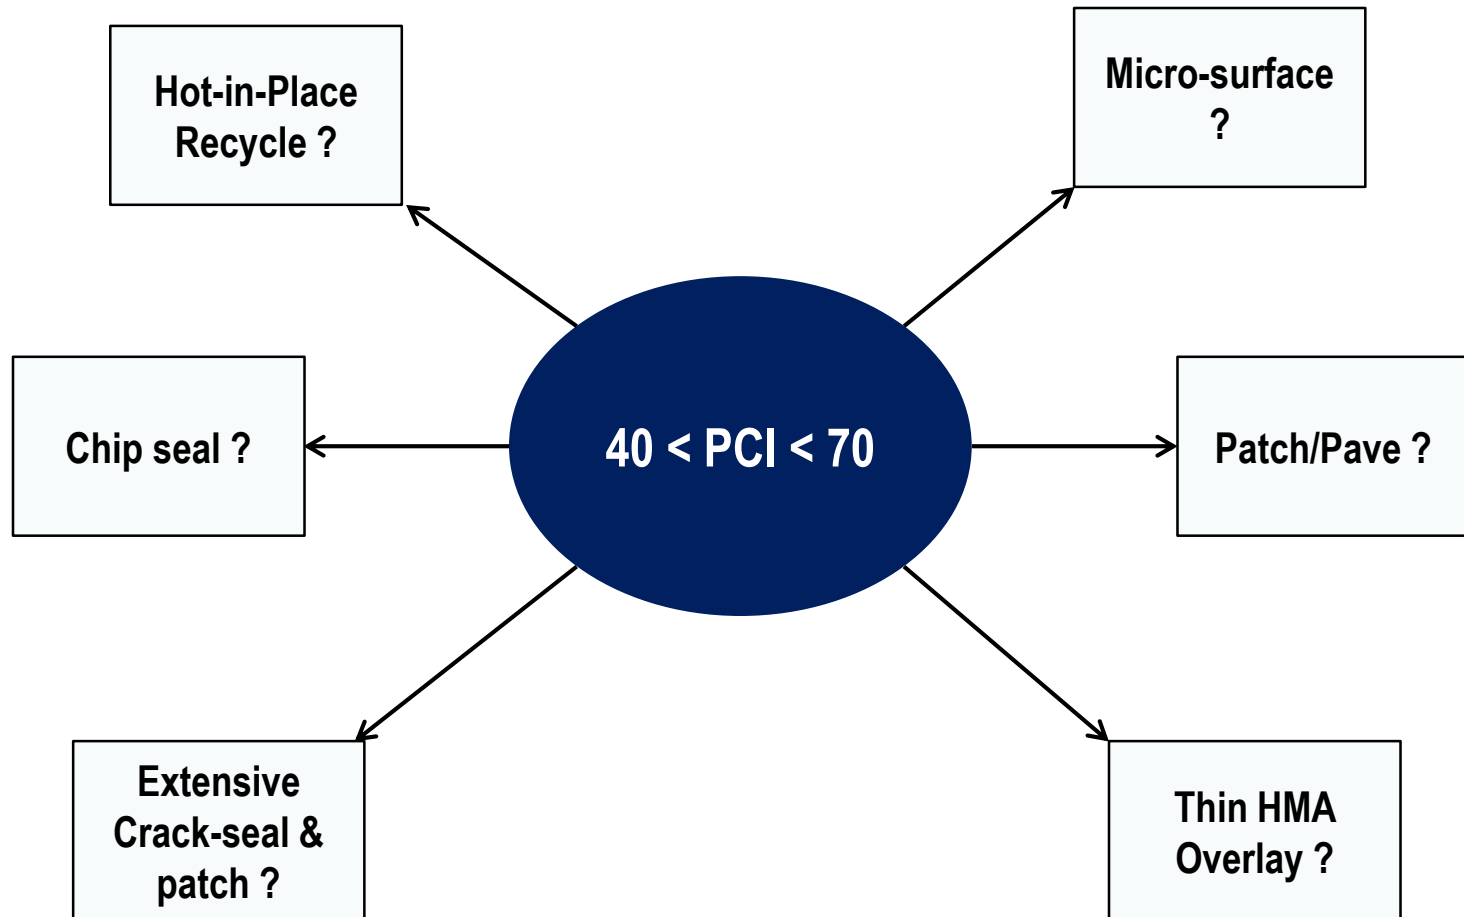 Hot-in-Place
Recycle ?
Micro-surface
?
Chip seal ?
40 < PCI < 70
Patch/Pave ?
Extensive
Crack-seal &
patch ?
Thin HMA
Overlay ?